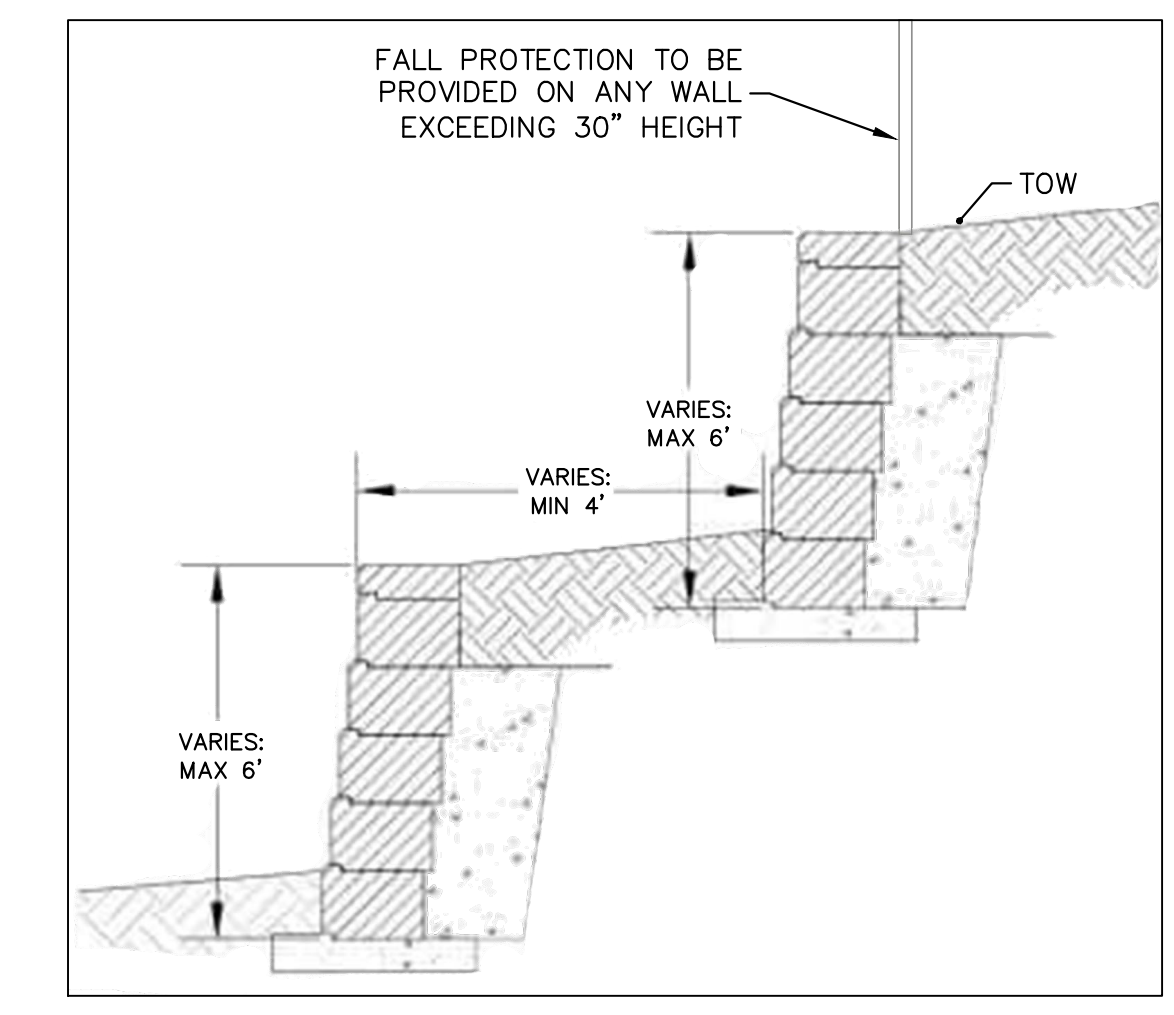 FALL PROTECTION TO BE
PROVIDED ON ANY WALL
EXCEEDING 30” HEIGHT
TOW
VARIES:
MAX 6’
VARIES:
MIN 4’
VARIES:
MAX 6’